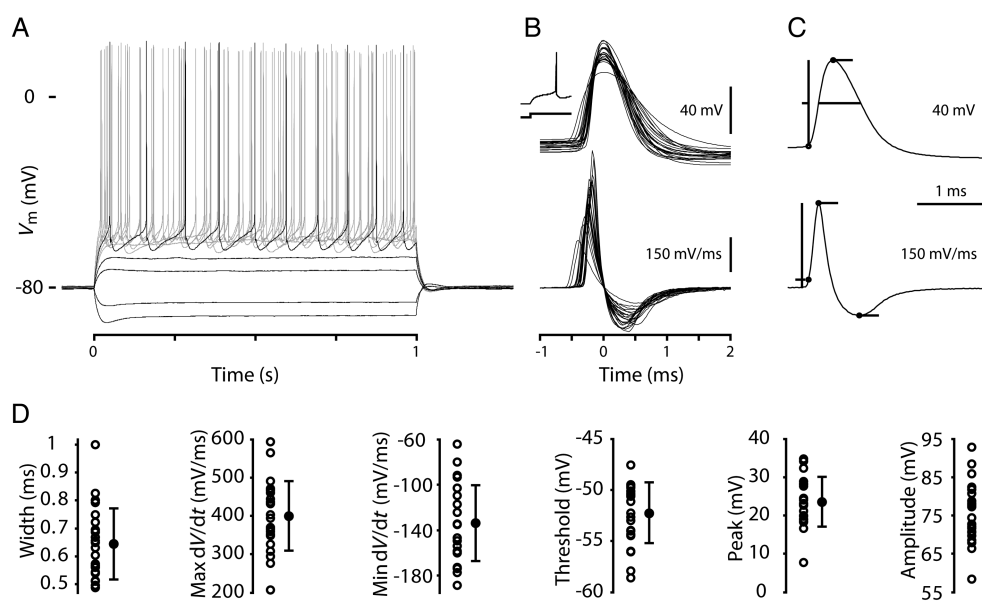 A
B
C
0
-80
Vm (mV)
0
1
Time (s)
40 mV
150 mV/ms
-1
0
1
2
Time (ms)
40 mV
1 ms
150 mV/ms
D
Width (ms)
1
0.9
0.8
0.7
0.6
0.5
Max dV/dt (mV/ms)
600
500
400
300
200
Min dV/dt (mV/ms)
-60
-100
-140
-180
Threshold (mV)
-45
-50
-55
-60
Peak (mV)
40
30
20
10
0
Amplitude (mV)
95
85
75
65
55